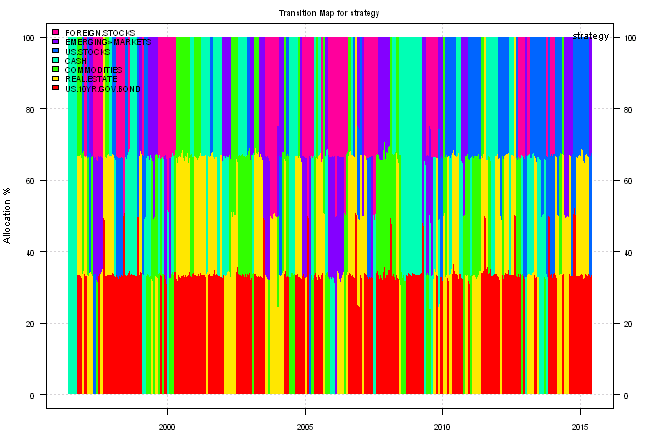 Transition Map for strategy
strategy
FOREIGN.STOCKS
EMERGING>MARKETS
US.STOCKS
CASH
COMMODITIES
REAL.ESTATE
US.10YR.GOV.BOND
Allocation %
100 100
80 80
60 60
40 40
20 20
0 0
2000 2005 2010 2015